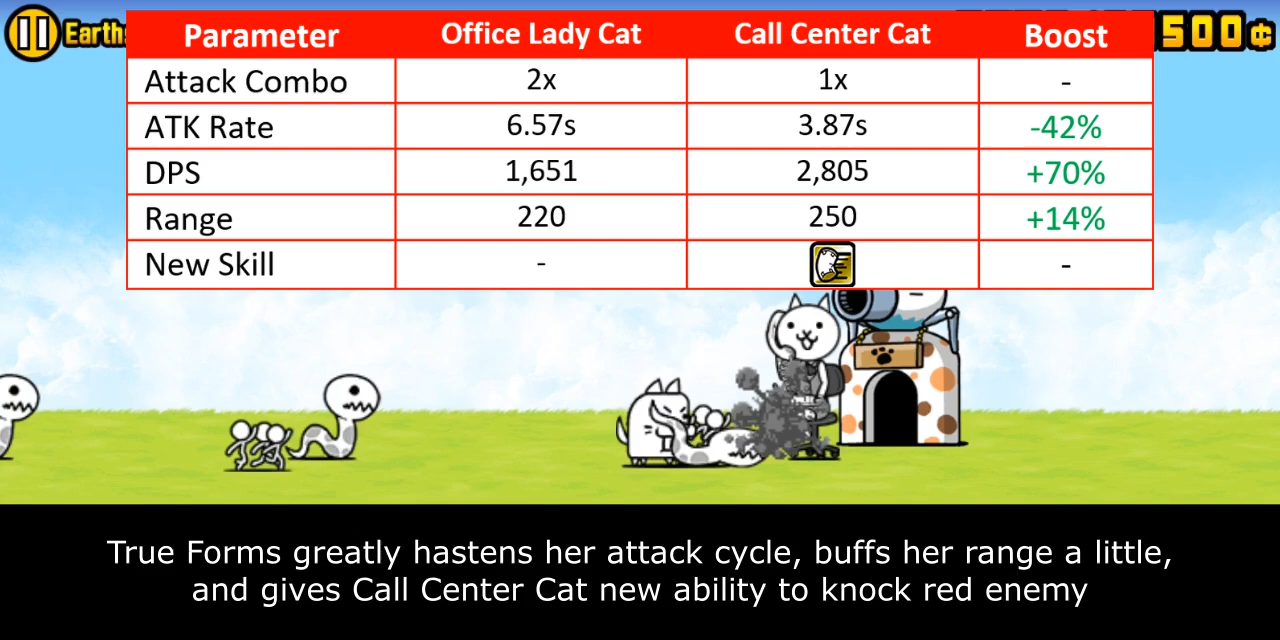 Earths
500¢
Parameter Office Lady Cat Call Center Cat Boost
Attack Combo 2x 1x -
ATK Rate 6.57s 3.87s -42%
DPS 1,651 2,805 +70%
Range 220 250 +14%
New Skill - -
True Forms greatly hastens her attack cycle, buffs her range a little,
and gives Call Center Cat new ability to knock red enemy